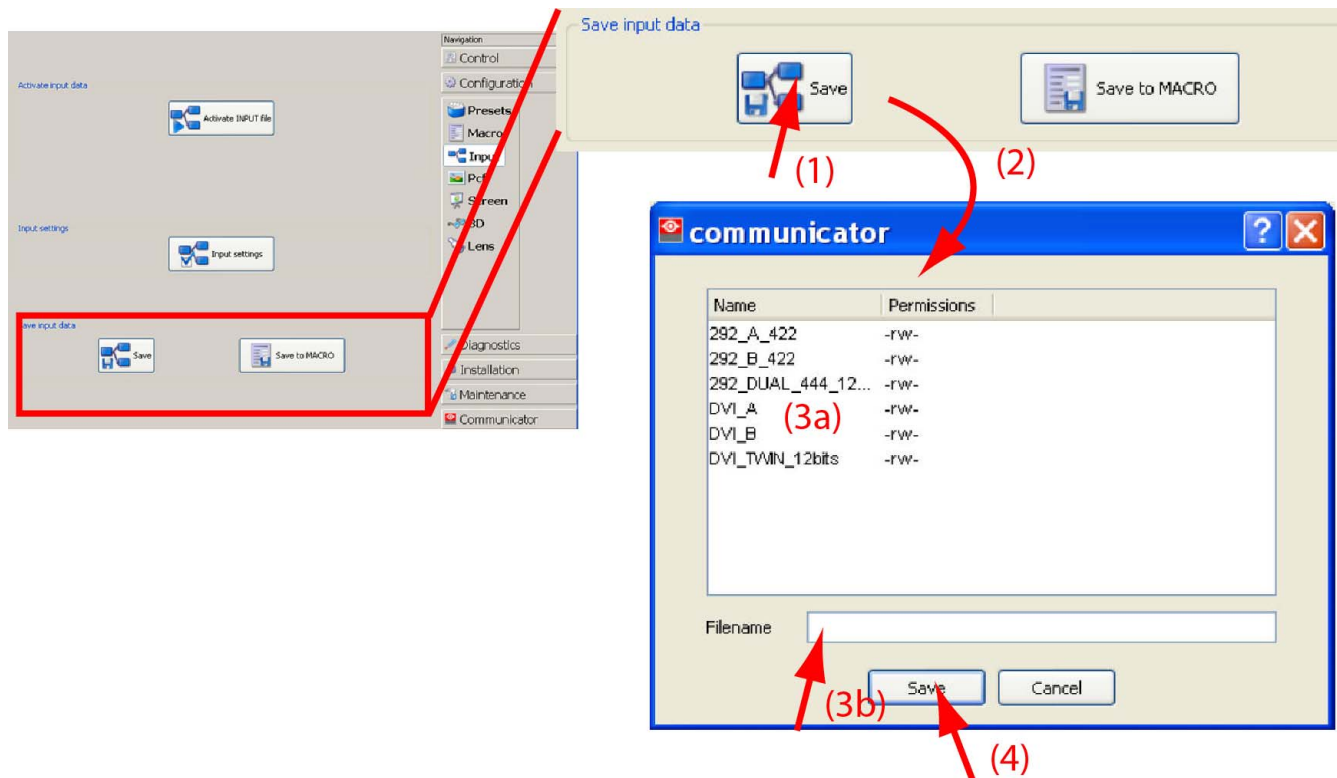 Navigation
Control
Configuration
Activate input data
Activate INPUT file
Presets
Macro
Input
Pcf
Screen
3D
Lens
Input settings
Input settings
Save input data
Save
Save to MACRO
Diagnostics
Installation
Maintenance
Communicator
Save input data
Save
Save to MACRO
(1)
(2)
communicator
Name Permissions
292_A_422 -rw-
292_B_422 -rw-
292_DUAL_444_12... -rw-
DVI_A -rw-
(3a)
DVI_B -rw-
DVI_TWIN_12bits -rw-
Filename
Save Cancel
(3b)
(4)